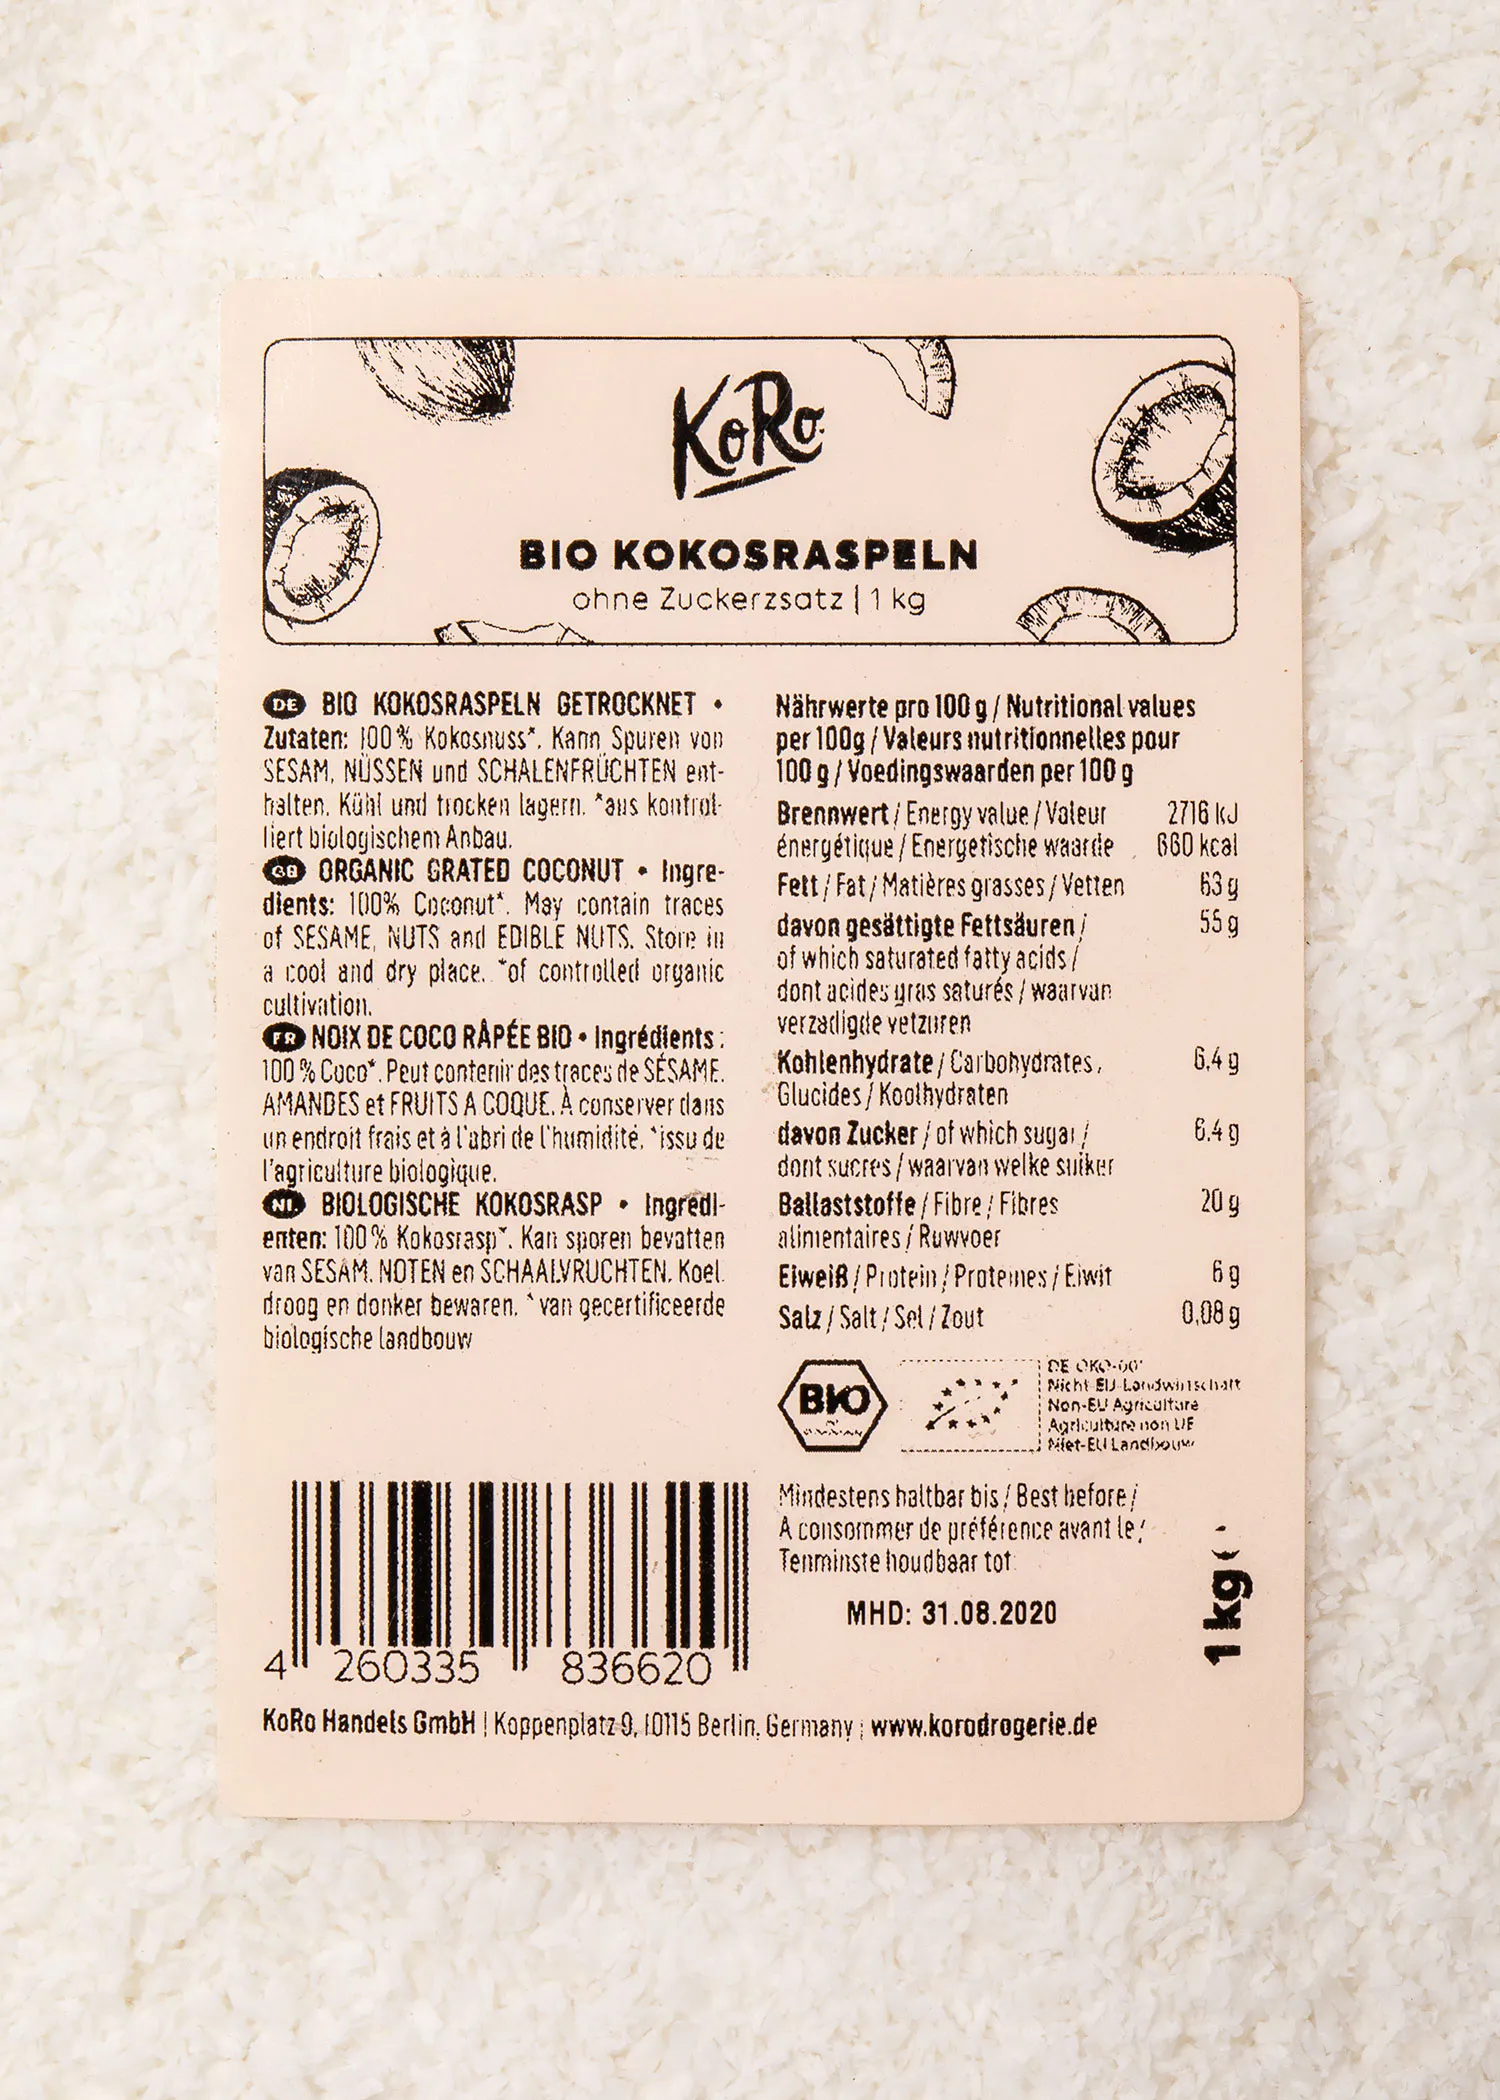 KoRo
BIO KOKOSRASPELN
ohne Zuckerzsatz | 1 kg
DE BIO KOKOSRASPELN GETROCKNET •
Zutaten: 100 % Kokosnuss*. Kann Spuren von
SESAM, NÜSSEN und SCHALENFRÜCHTEN ent-
halten. Kühl und trocken lagern. *aus kontrol-
liert biologischem Anbau.
GB ORGANIC GRATED COCONUT • Ingre-
dients: 100% Coconut*. May contain traces
of SESAME, NUTS and EDIBLE NUTS. Store in
a cool and dry place. *of controlled organic
cultivation.
FR NOIX DE COCO RÂPÉE BIO • Ingrédients :
100 % Coco*. Peut contenir des traces de SÉSAME.
AMANDES et FRUITS A COQUE. À conserver dans
un endroit frais et à l'abri de l'humidité. *issu de
l'agriculture biologique.
NL BIOLOGISCHE KOKOSRASP • Ingredi-
enten: 100 % Kokosrasp*. Kan sporen bevatten
van SESAM. NOTEN en SCHAALVRUCHTEN. Koel.
droog en donker bewaren. *van gecertificeerde
biologische landbouw
Nährwerte pro 100 g / Nutritional values
per 100g / Valeurs nutritionnelles pour
100 g / Voedingswaarden per 100 g
Brennwert / Energy value / Valeur 2716 kJ
énergétique / Energetische waarde 660 kcal
Fett / Fat / Matières grasses / Vetten 63 g
davon gesättigte Fettsäuren / 55 g
of which saturated fatty acids /
dont acides gras saturés / waarvan
verzadigde vetzuren
Kohlenhydrate / Carbohydrates, 6,4 g
Glucides / Koolhydraten
davon Zucker / of which sugar / 6,4 g
dont sucres / waarvan welke suiker
Ballaststoffe / Fibre / Fibres 20 g
alimentaires / Ruwvoer
Eiweiß / Protein / Proteines / Eiwit 6 g
Salz / Salt / Sel / Zout 0,08 g
BIO
Nicht EU-Landwirtschaft
Non-EU Agriculture
Agriculture non UE
Niet-EU Landbouw
Mindestens haltbar bis / Best before /
A consommer de préférence avant le /
Tenminste houdbaar tot
MHD: 31.08.2020
1 kg
4 260335 836620
KoRo Handels GmbH | Koppenplatz 9, 10115 Berlin, Germany | www.korodrogerie.de